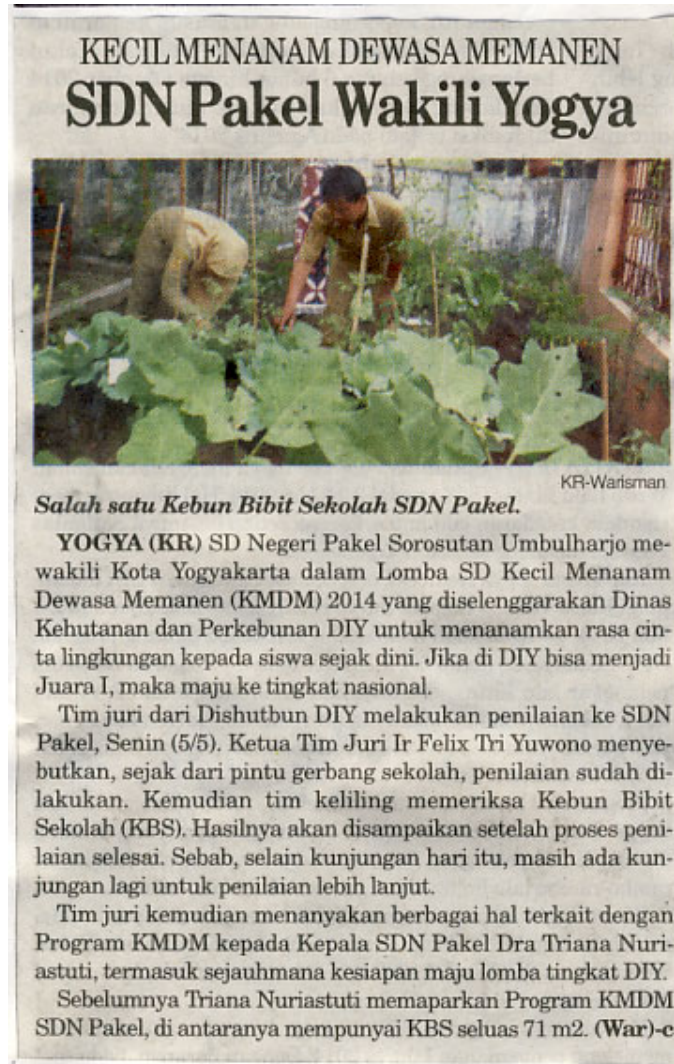 KECIL MENANAM DEWASA MEMANEN
SDN Pakel Wakili Yogya
KR-Warisman
Salah satu Kebun Bibit Sekolah SDN Pakel.
YOGYA (KR) SD Negeri Pakel Sorosutan Umbulharjo me-
wakili Kota Yogyakarta dalam Lomba SD Kecil Menanam
Dewasa Memanen (KMDM) 2014 yang diselenggarakan Dinas
Kehutanan dan Perkebunan DIY untuk menanamkan rasa cin-
ta lingkungan kepada siswa sejak dini. Jika di DIY bisa menjadi
Juara I, maka maju ke tingkat nasional.
Tim juri dari Dishutbun DIY melakukan penilaian ke SDN
Pakel, Senin (5/5). Ketua Tim Juri Ir Felix Tri Yuwono menye-
butkan, sejak dari pintu gerbang sekolah, penilaian sudah di-
lakukan. Kemudian tim keliling memeriksa Kebun Bibit
Sekolah (KBS). Hasilnya akan disampaikan setelah proses peni-
laian selesai. Sebab, selain kunjungan hari itu, masih ada kun-
jungan lagi untuk penilaian lebih lanjut.
Tim juri kemudian menanyakan berbagai hal terkait dengan
Program KMDM kepada Kepala SDN Pakel Dra Triana Nuri-
astuti, termasuk sejauhmana kesiapan maju lomba tingkat DIY.
Sebelumnya Triana Nuriastuti memaparkan Program KMDM
SDN Pakel, di antaranya mempunyai KBS seluas 71 m2. (War)-c